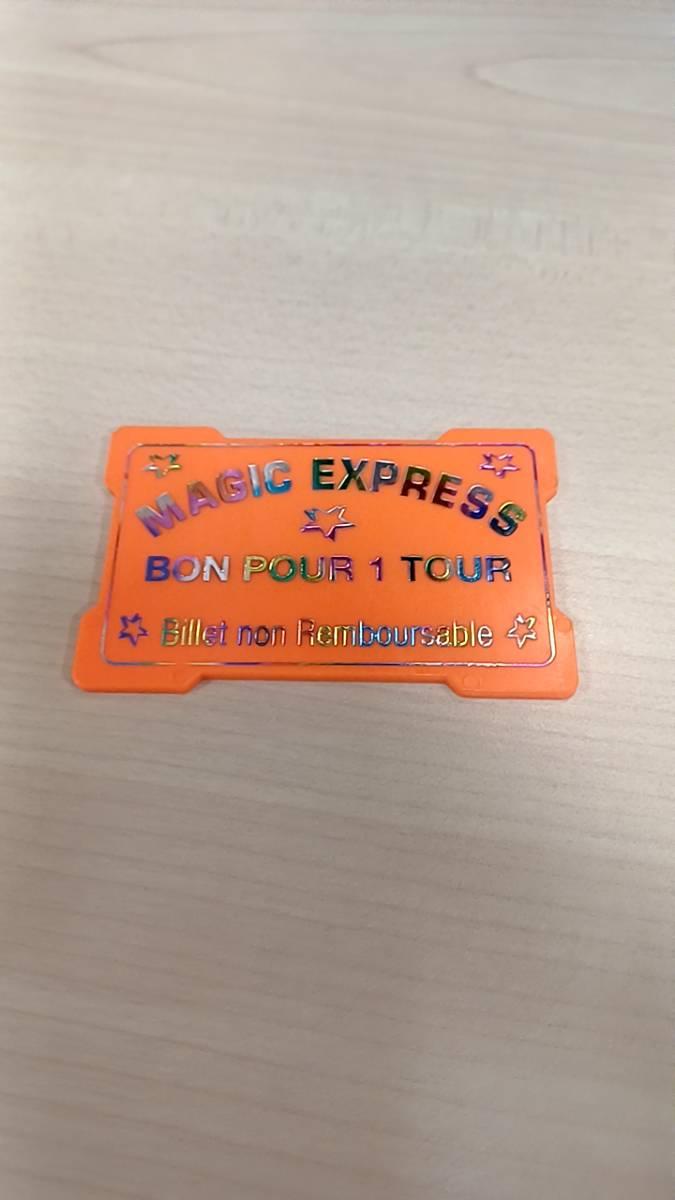 MAGIC EXPRESS
BON POUR 1 TOUR
Billet non Remboursable